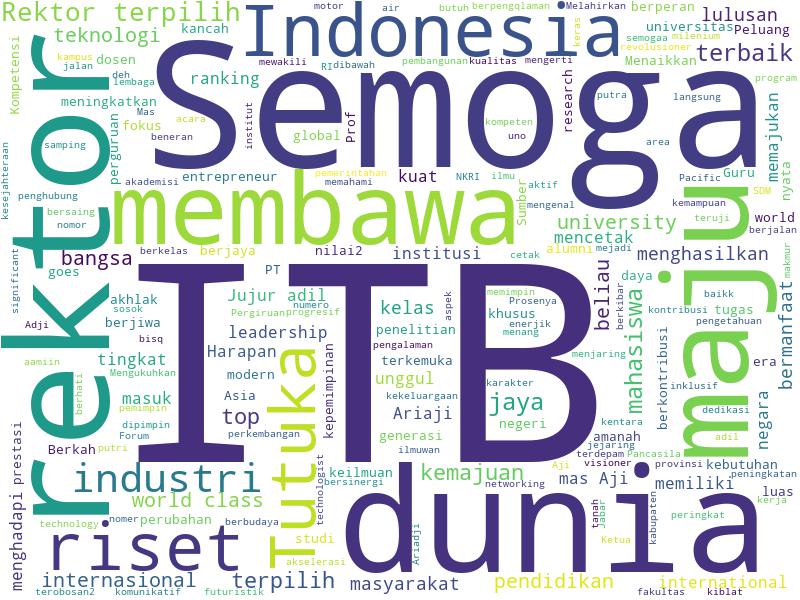 Rektor terpilih
teknologi
kancah
dosen
Kompetensi
kampus
jalan
deh
lembaga
ranking
meningkatkan
Indonesia
motor
air
butuh
berpengqlaman
Melahirkan
berperan
lulusan
keras
universitas
Peluang
semogaa
milenium
revolusioner
terbaik
mewakili
RI
dibawah
pembangunan
kualitas
mengerti
Menaikkan
Semoga
Mas
acara
fokus
beneran
institut
global
Prof
kompeten
uno
research
putra
langsung
program
area
memajukan
rektor
samping
perguruan
kesejahteraan
penghubung
bersaing
nomor
akademisi
entrepreneur
pemerintahan
memahami
kuat
NKRI
ilmu
aktif
mengenal
Pacific
kemampuan
Guru
SDM
nyata
teruji
world
berjalan
membawa
Sumber
university
mencetak
alumni
maju
bangsa
goes
berkelas
berjaya
nilai2
institusi
cetak
mejadi
menghasilkan
significant
PT
ITB
akhlak
sosok
berjiwa
Adji
bisq
Jujur adil
Pergiruan
numero
progresif
kelas
aspek
memimpin
Prosenya
enerjik
menang
khusus
beliau
berkibar
daya
mahasiswa
kontribusi
baikk
tugas
pengetahuan
makmur
bermanfaat
leadership
penelitian
pengalaman
Harapan
modern
tingkat
aamiin
Mengukuhkan
terkemuka
menjaring
berkontribusi
era
unggul
karakter
inklusif
kekeluargaan
Asia
masuk
berhati
pemimpin
Tutuka
kepemimpinan
top
Ariaji
jaya
negeri
dedikasi
kentara
negara
dipimpin
Forum
perkembangan
generasi
ilmuwan
amanah
jejaring
terdepam
Pancasila
adil
Berkah
putri
visioner
prestasi
menghadapi
industri
technologist
keilmuan
bersinergi
kemajuan
networking
Aji
mas Aji
provinsi
kebutuhan
peningkatan
memiliki
luas
world class
technology
nomer
perubahan
berbudaya
studi
akselerasi
Ariadji
dunia
Ketua
tanah
Jabar
kabupaten
peringkat
kerja
riset
internasional
terpilih
masyarakat
pendidikan
international
terobosan2
komunikatif
futuristik
fakultas
kiblat